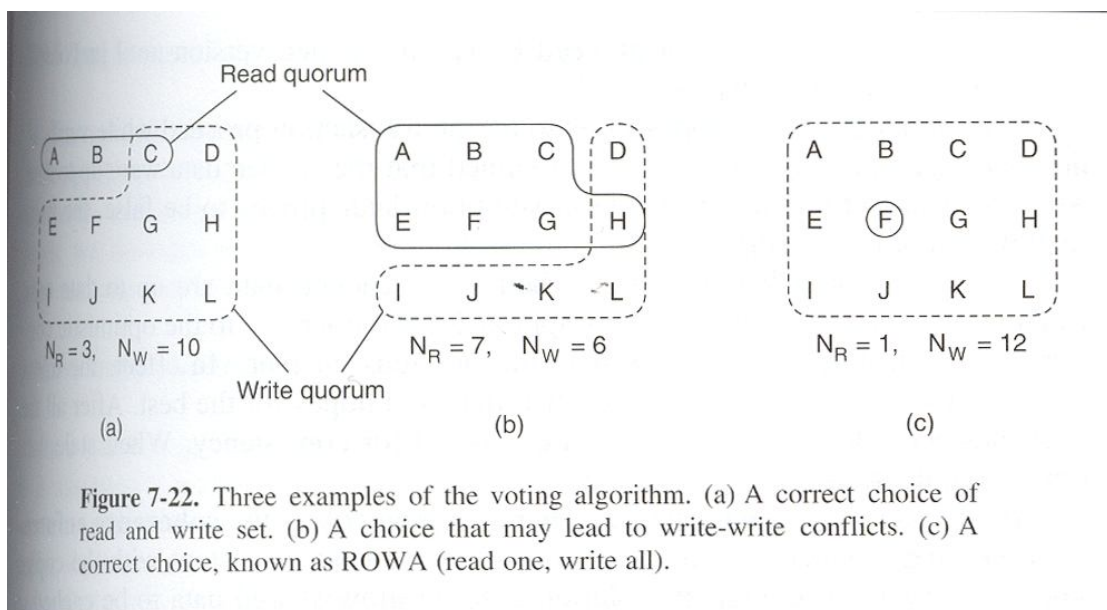 Read quorum
A B C D
E F G H
I J K L
N_R = 3, N_W = 10
(a)
A B C D
E F G H
I J K L
N_R = 7, N_W = 6
(b)
Write quorum
A B C D
E F G H
I J K L
N_R = 1, N_W = 12
(c)
Figure 7-22. Three examples of the voting algorithm. (a) A correct choice of
read and write set. (b) A choice that may lead to write-write conflicts. (c) A
correct choice, known as ROWA (read one, write all).